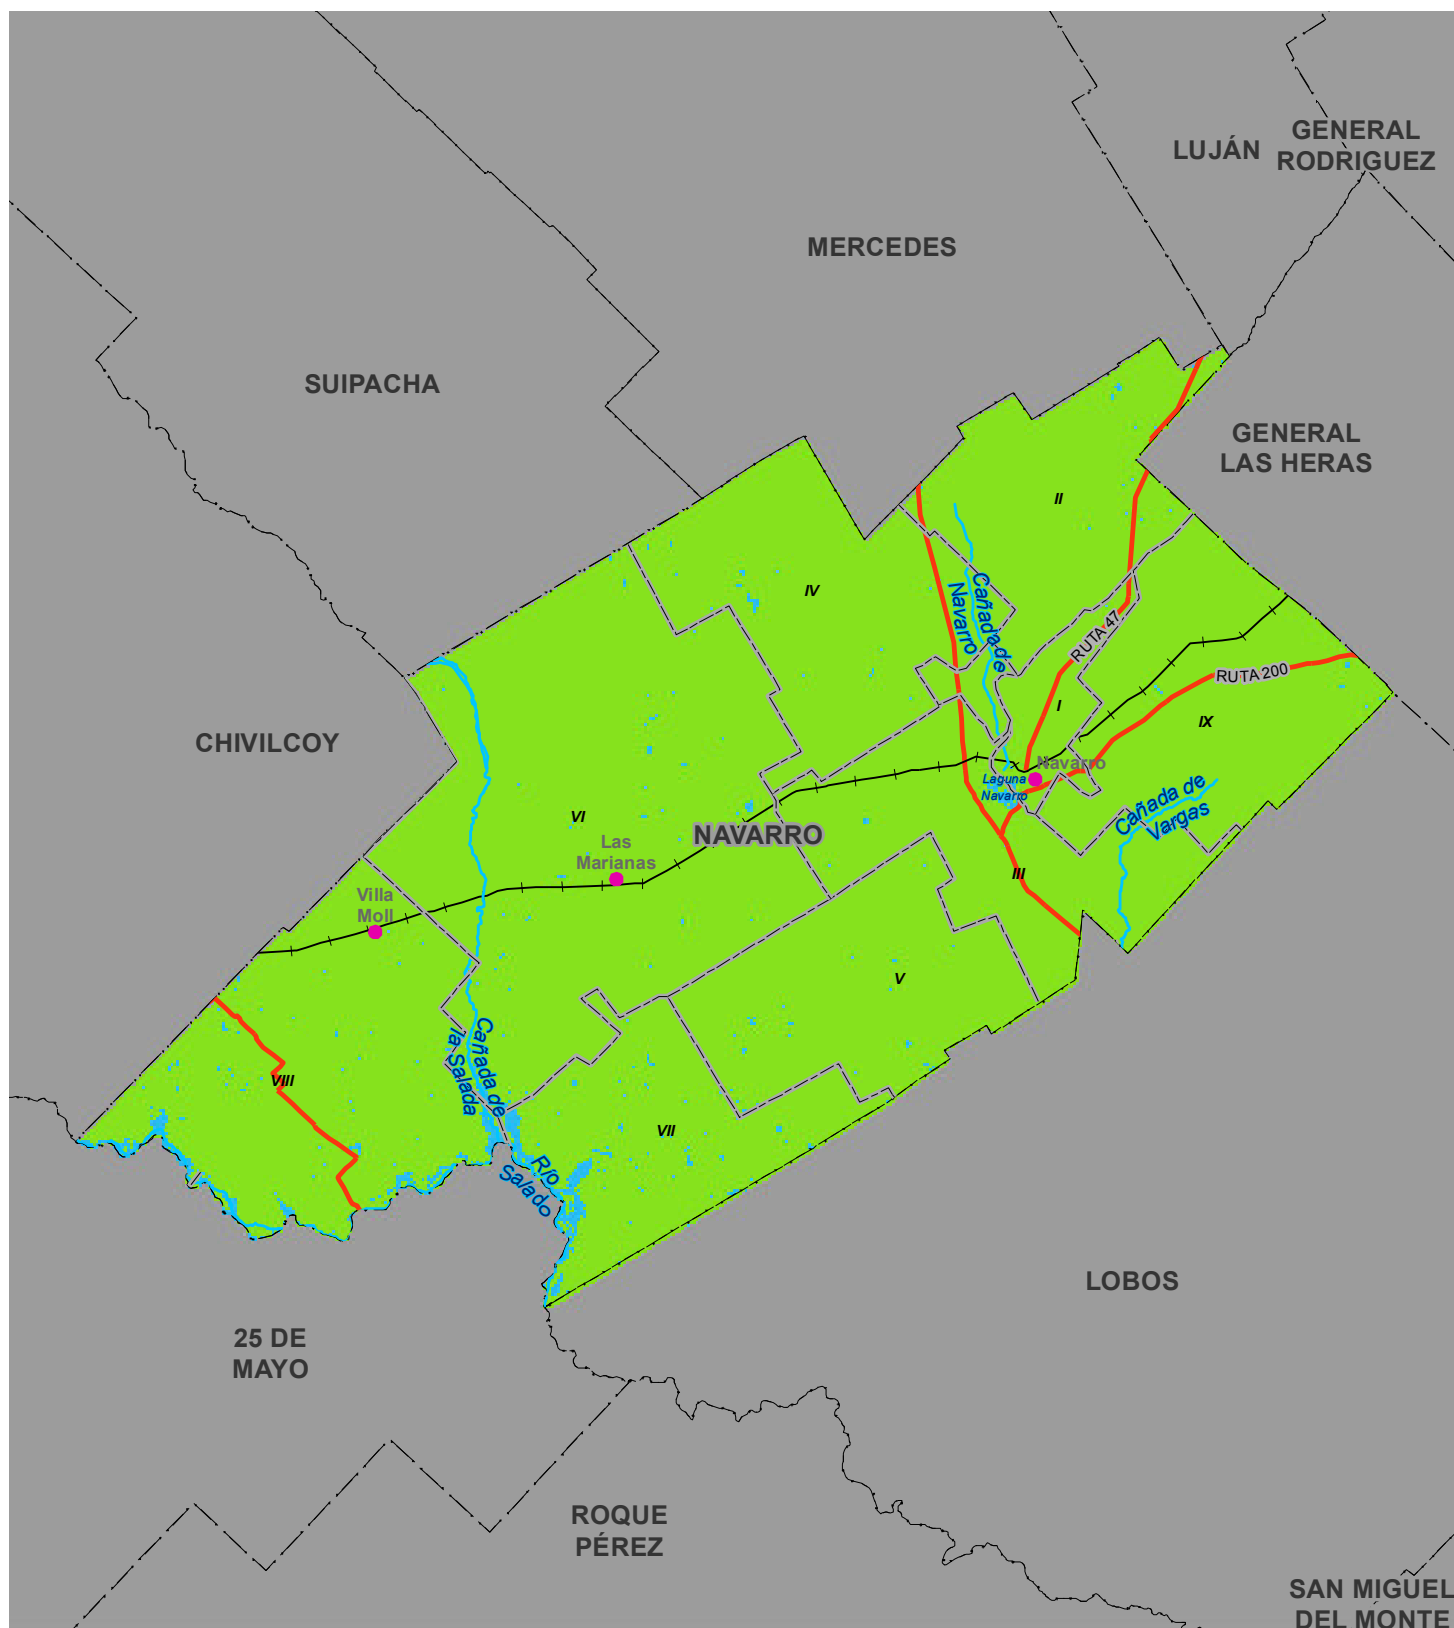 GENERAL
RODRIGUEZ
LUJÁN
MERCEDES
SUIPACHA
GENERAL
LAS HERAS
II
IV
Cañada de
Navarro
RUTA 47
RUTA 200
I
IX
CHIVILCOY
Navarro
Laguna
Navarro
Cañada de
Vargas
VI
NAVARRO
Las
Marianas
III
Villa
Moll
V
Cañada de
la Salada
VIII
VII
Río
Salado
LOBOS
25 DE
MAYO
ROQUE
PÉREZ
SAN MIGUEL
DEL MONTE